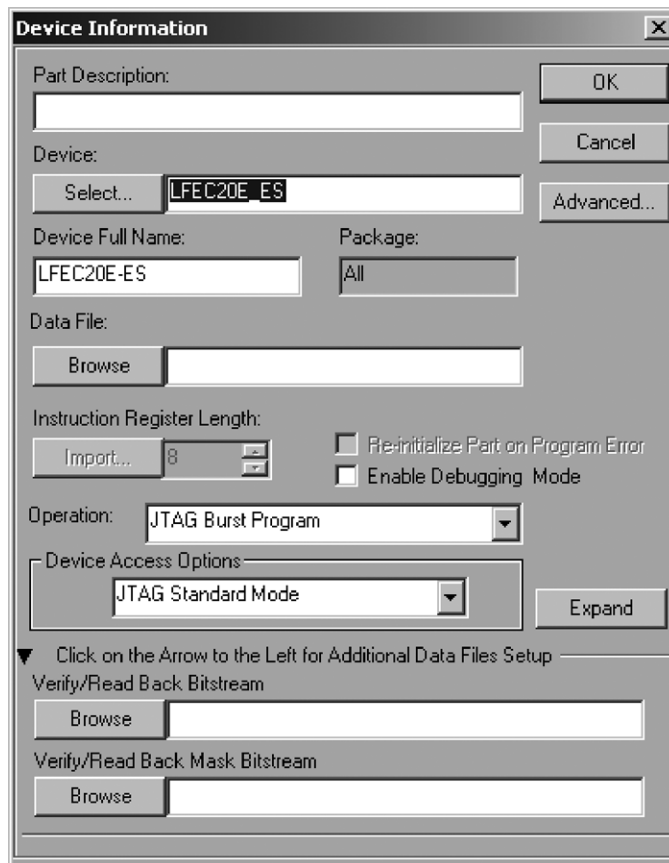 Device Information
Part Description:
OK
Cancel
Device:
Select... LFEC20E_ES
Advanced...
Device Full Name: Package:
LFEC20E-ES All
Data File:
Browse
Instruction Register Length:
Import... 8
Re-initialize Part on Program Error
Enable Debugging Mode
Operation: JTAG Burst Program
Device Access Options
JTAG Standard Mode
Expand
Click on the Arrow to the Left for Additional Data Files Setup
Verify/Read Back Bitstream
Browse
Verify/Read Back Mask Bitstream
Browse